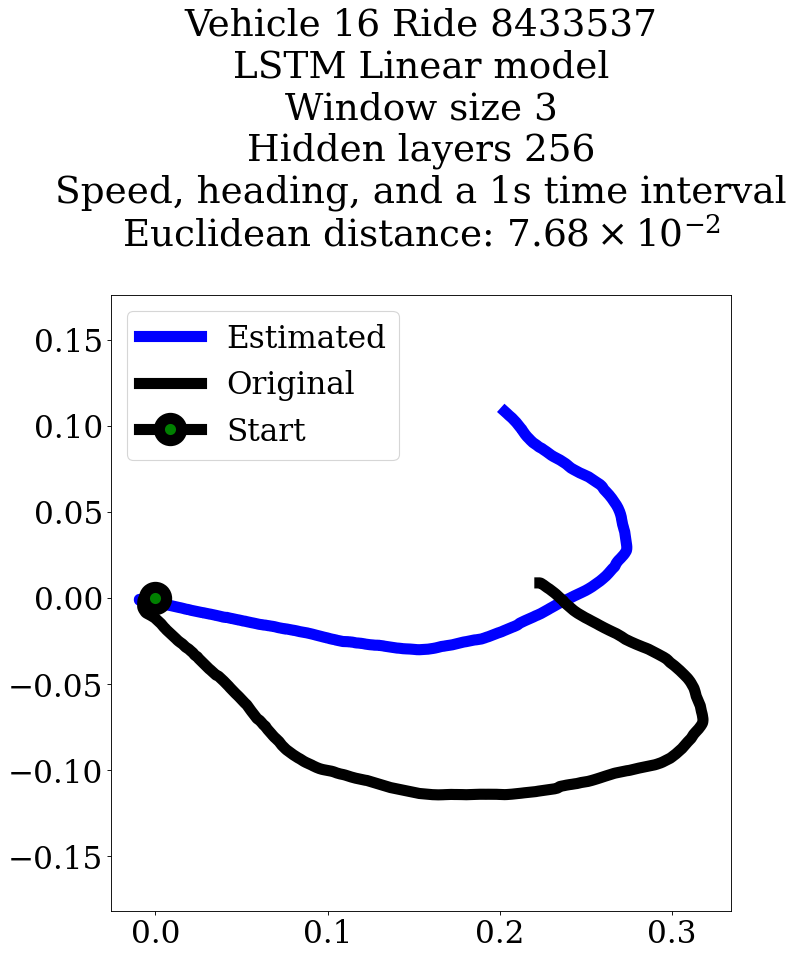 Vehicle 16 Ride 8433537
LSTM Linear model
Window size 3
Hidden layers 256
Speed, heading, and a 1s time interval
Euclidean distance: 7.68 × 10⁻²
Estimated
Original
Start
0.15
0.10
0.05
0.00
−0.05
−0.10
−0.15
0.0 0.1 0.2 0.3